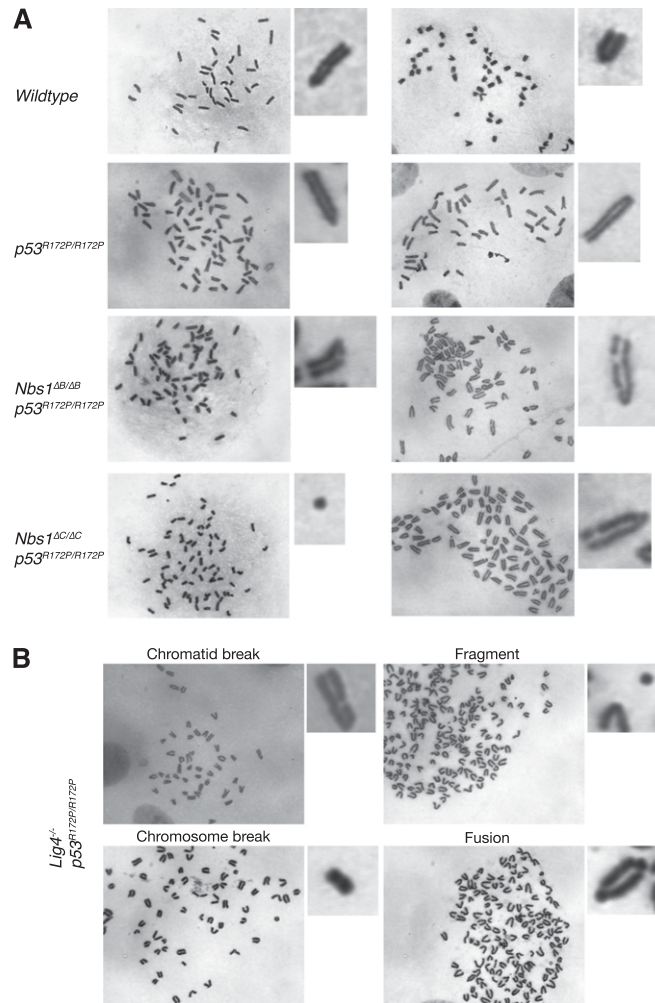 A
Wildtype
p53R172P/R172P
Nbs1ΔB/ΔB
p53R172P/R172P
Nbs1ΔC/ΔC
p53R172P/R172P
B
Chromatid break
Fragment
Lig4-/-
p53R172P/R172P
Chromosome break
Fusion